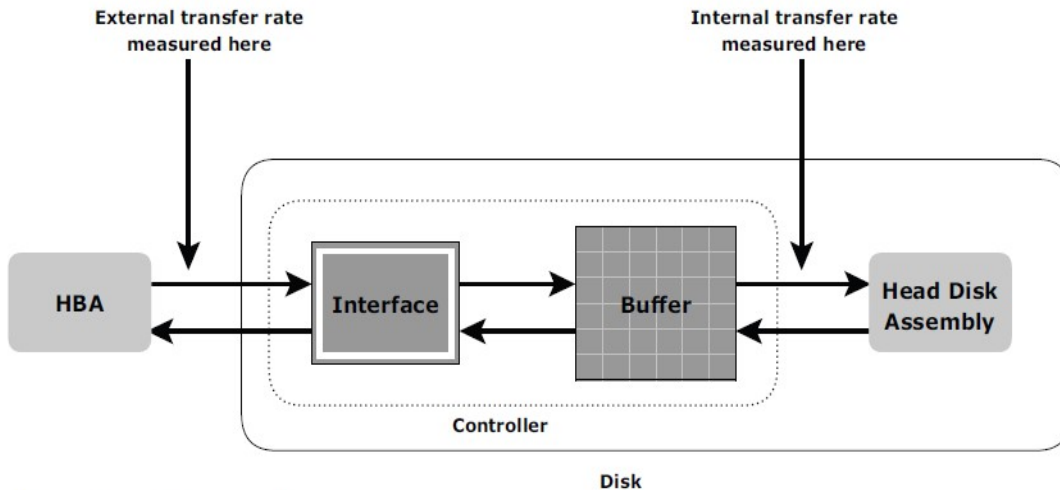 External transfer rate
measured here
Internal transfer rate
measured here
HBA
Interface
Buffer
Head Disk
Assembly
Controller
Disk